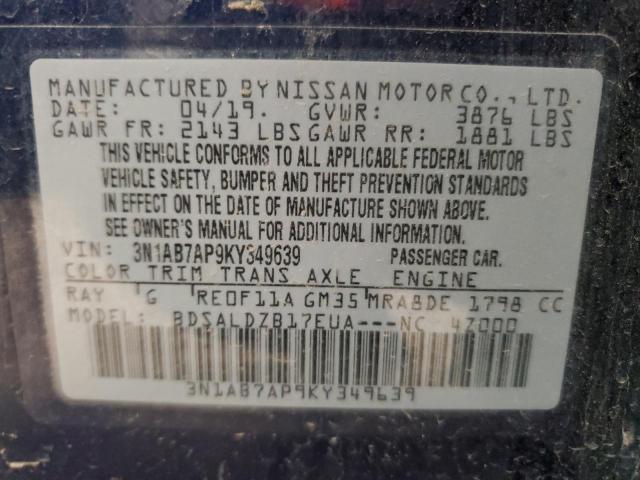 MANUFACTURED BY NISSAN MOTOR CO., LTD.
DATE: 04/19. GVWR: 3876 LBS
GAWR FR: 2143 LBS GAWR RR: 1881 LBS
THIS VEHICLE CONFORMS TO ALL APPLICABLE FEDERAL MOTOR
VEHICLE SAFETY, BUMPER AND THEFT PREVENTION STANDARDS
IN EFFECT ON THE DATE OF MANUFACTURE SHOWN ABOVE.
SEE OWNER'S MANUAL FOR ADDITIONAL INFORMATION.
VIN: 3N1AB7AP9KY349639 PASSENGER CAR.
COLOR TRIM TRANS AXLE ENGINE
RAY G RE0F11A GM35 MRA8DE 1798 CC
MODEL: BDSALDZB17EUA---NC 4Z000
3N1AB7AP9KY349639